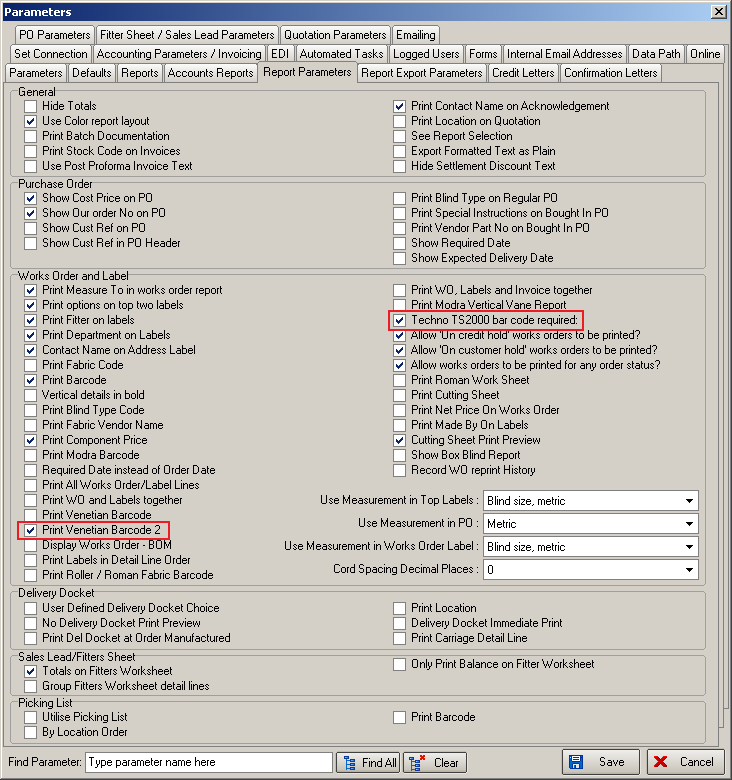 Parameters
PO Parameters Fitter Sheet / Sales Lead Parameters Quotation Parameters Emailing
Set Connection Accounting Parameters / Invoicing EDI Automated Tasks Logged Users Forms Internal Email Addresses Data Path Online
Parameters Defaults Reports Accounts Reports Report Parameters Report Export Parameters Credit Letters Confirmation Letters
General
Hide Totals
Use Color report layout
Print Batch Documentation
Print Stock Code on Invoices
Use Post Proforma Invoice Text
Print Contact Name on Acknowledgement
Print Location on Quotation
See Report Selection
Export Formatted Text as Plain
Hide Settlement Discount Text
Purchase Order
Show Cost Price on PO
Show Our order No on PO
Show Cust Ref on PO
Show Cust Ref in PO Header
Print Blind Type on Regular PO
Print Special Instructions on Bought In PO
Print Vendor Part No on Bought In PO
Show Required Date
Show Expected Delivery Date
Works Order and Label
Print Measure To in works order report
Print options on top two labels
Print Fitter on labels
Print Department on Labels
Contact Name on Address Label
Print Fabric Code
Print Barcode
Vertical details in bold
Print Blind Type Code
Print Fabric Vendor Name
Print Component Price
Print Modra Barcode
Required Date instead of Order Date
Print All Works Order/Label Lines
Print WO and Labels together
Print Venetian Barcode
Print Venetian Barcode 2
Display Works Order - BOM
Print Labels in Detail Line Order
Print Roller / Roman Fabric Barcode
Print WO, Labels and Invoice together
Print Modra Vertical Vane Report
Techno TS2000 bar code required:
Allow 'On credit hold' works orders to be printed?
Allow 'On customer hold' works orders to be printed?
Allow works orders to be printed for any order status?
Print Roman Work Sheet
Print Cutting Sheet
Print Net Price On Works Order
Print Made By On Labels
Cutting Sheet Print Preview
Show Box Blind Report
Record WO reprint History
Use Measurement in Top Labels : Blind size, metric
Use Measurement in PO : Metric
Use Measurement in Works Order Label : Blind size, metric
Cord Spacing Decimal Places : 0
Delivery Docket
User Defined Delivery Docket Choice
No Delivery Docket Print Preview
Print Del Docket at Order Manufactured
Print Location
Delivery Docket Immediate Print
Print Carriage Detail Line
Sales Lead/Fitters Sheet
Totals on Fitters Worksheet
Group Fitters Worksheet detail lines
Only Print Balance on Fitter Worksheet
Picking List
Utilise Picking List
By Location Order
Print Barcode
Find Parameter: Type parameter name here Find All Clear Save Cancel